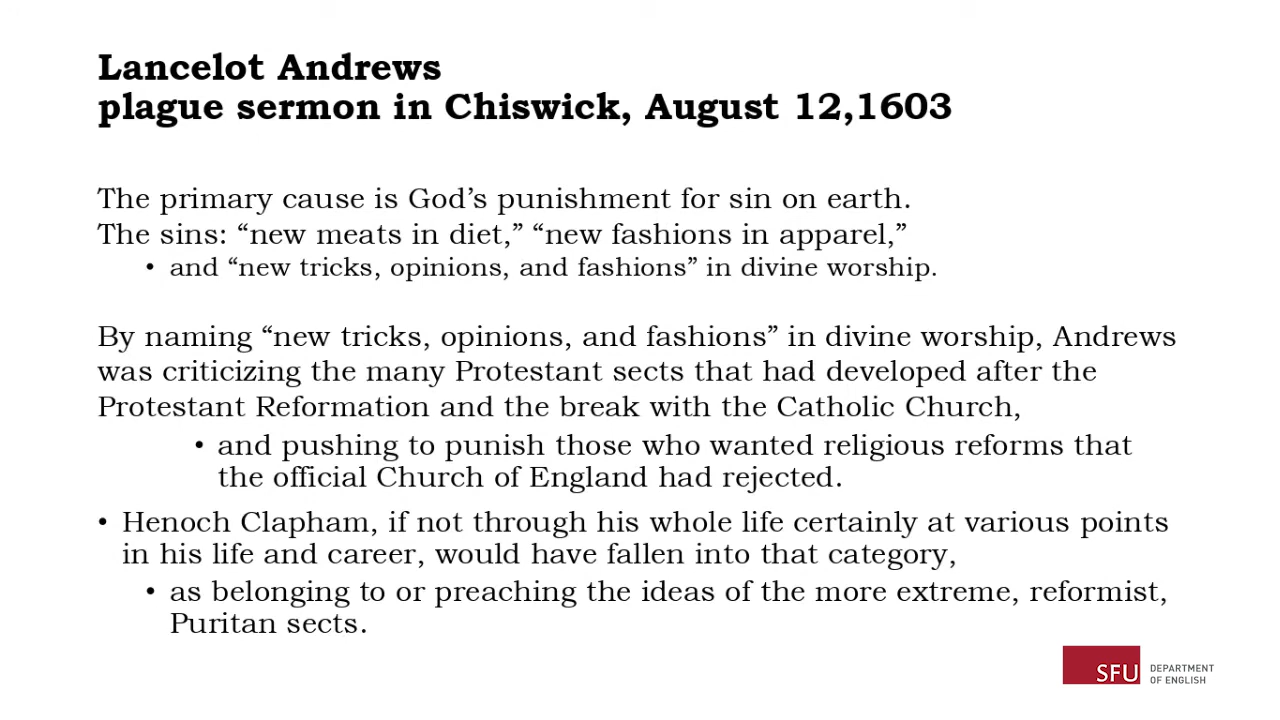 Lancelot Andrews
plague sermon in Chiswick, August 12,1603
The primary cause is God’s punishment for sin on earth.
The sins: “new meats in diet,” “new fashions in apparel,”
• and “new tricks, opinions, and fashions” in divine worship.
By naming “new tricks, opinions, and fashions” in divine worship, Andrews
was criticizing the many Protestant sects that had developed after the
Protestant Reformation and the break with the Catholic Church,
• and pushing to punish those who wanted religious reforms that
the official Church of England had rejected.
• Henoch Clapham, if not through his whole life certainly at various points
in his life and career, would have fallen into that category,
• as belonging to or preaching the ideas of the more extreme, reformist,
Puritan sects.
SFU DEPARTMENT
OF ENGLISH